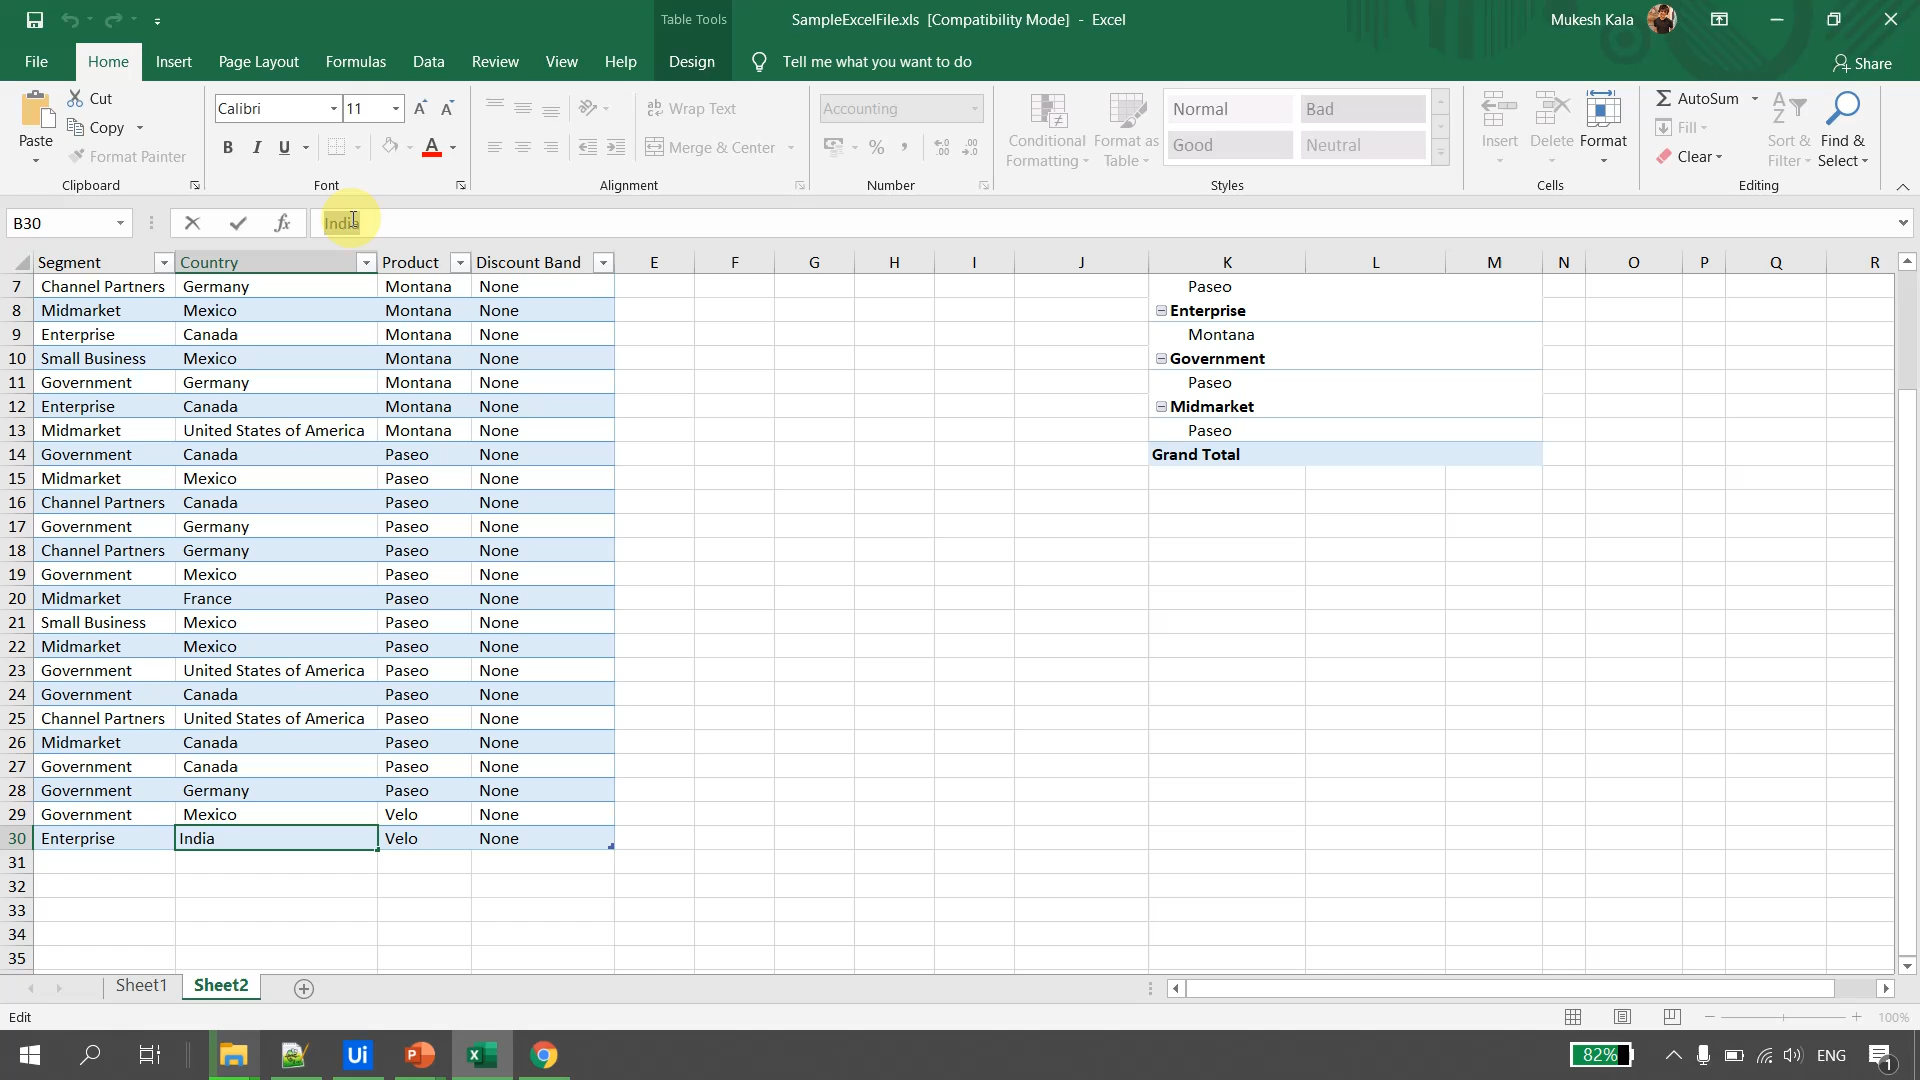 Table Tools
SampleExcelFile.xls [Compatibility Mode] - Excel
Mukesh Kala
File Home Insert Page Layout Formulas Data Review View Help Design Tell me what you want to do Share
Paste
Cut
Copy
Format Painter
Clipboard
Calibri 11
B I U A
Font
Wrap Text
Merge & Center
Alignment
Accounting
%
Number
Conditional Formatting
Format as Table
Normal Bad
Good Neutral
Styles
Insert Delete Format
Cells
AutoSum
Fill
Clear
Sort & Filter
Find & Select
Editing
B30 fx India
Segment Country Product Discount Band E F G H I J K L M N O P Q R
7 Channel Partners Germany Montana None Paseo
8 Midmarket Mexico Montana None Enterprise
9 Enterprise Canada Montana None Montana
10 Small Business Mexico Montana None Government
11 Government Germany Montana None Paseo
12 Enterprise Canada Montana None Midmarket
13 Midmarket United States of America Montana None Paseo
14 Government Canada Paseo None Grand Total
15 Midmarket Mexico Paseo None
16 Channel Partners Canada Paseo None
17 Government Germany Paseo None
18 Channel Partners Germany Paseo None
19 Government Mexico Paseo None
20 Midmarket France Paseo None
21 Small Business Mexico Paseo None
22 Midmarket Mexico Paseo None
23 Government United States of America Paseo None
24 Government Canada Paseo None
25 Channel Partners United States of America Paseo None
26 Midmarket Canada Paseo None
27 Government Canada Paseo None
28 Government Germany Paseo None
29 Government Mexico Velo None
30 Enterprise India Velo None
31
32
33
34
35
Sheet1 Sheet2
Edit
100%
Ui
82%
ENG
1